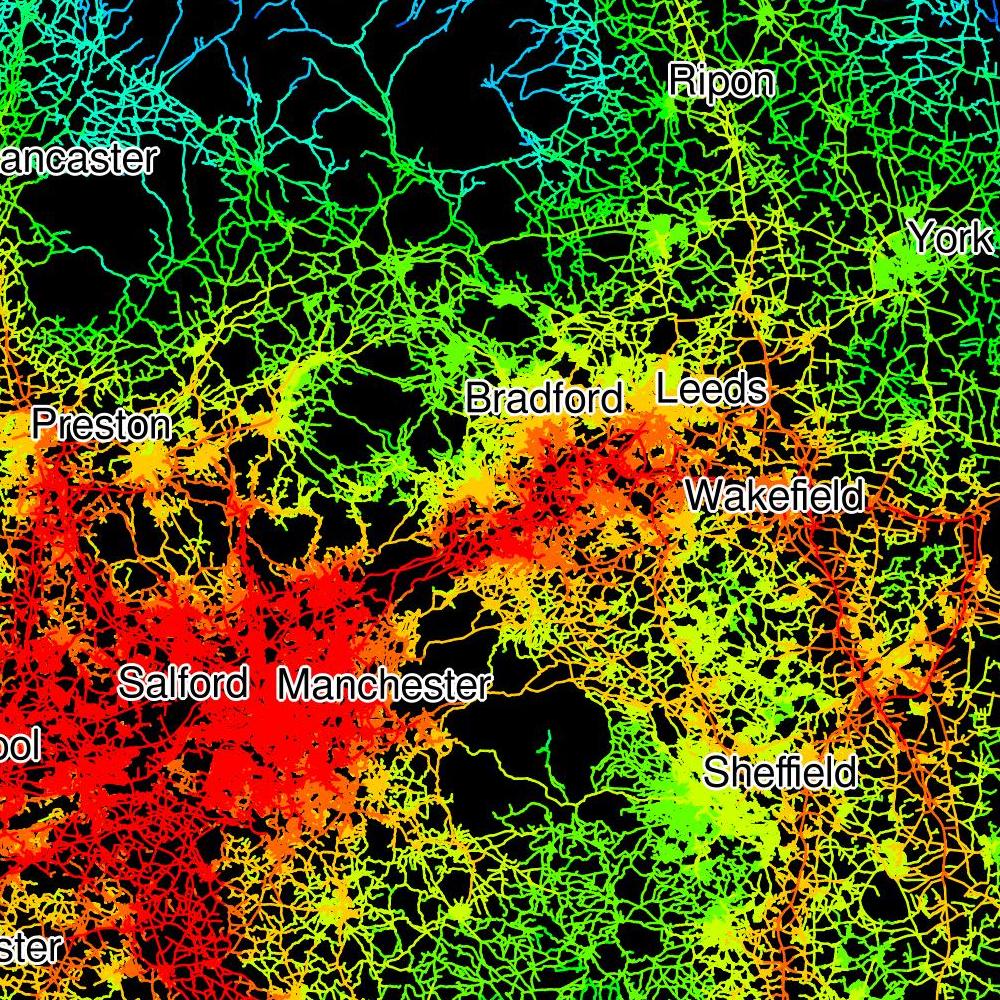 Ripon
ancaster
York
Leeds
Bradford
Preston
Wakefield
Salford
Manchester
ool
Sheffield
ster